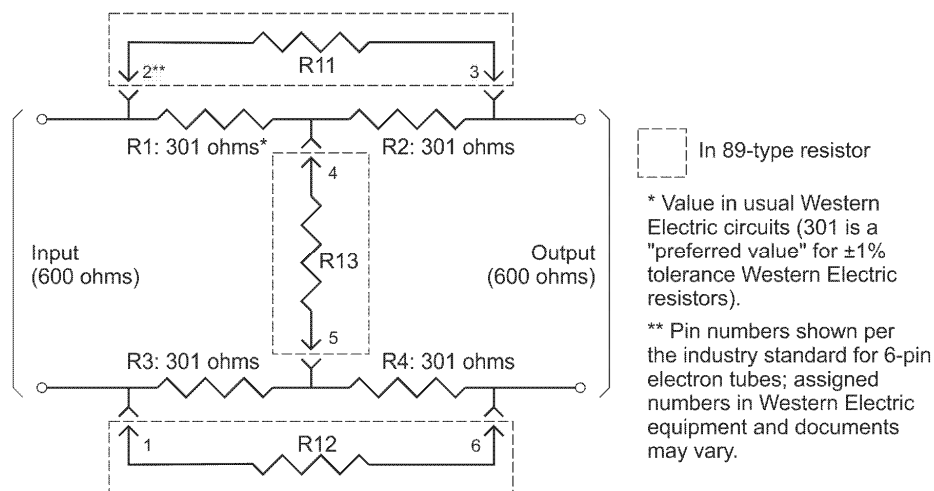 R11
2**
3
R1: 301 ohms*
R2: 301 ohms
4
In 89-type resistor
Input
(600 ohms)
R13
Output
(600 ohms)
* Value in usual Western
Electric circuits (301 is a
"preferred value" for ±1%
tolerance Western Electric
resistors).
5
R3: 301 ohms
R4: 301 ohms
** Pin numbers shown per
the industry standard for 6-pin
electron tubes; assigned
numbers in Western Electric
equipment and documents
may vary.
1
R12
6